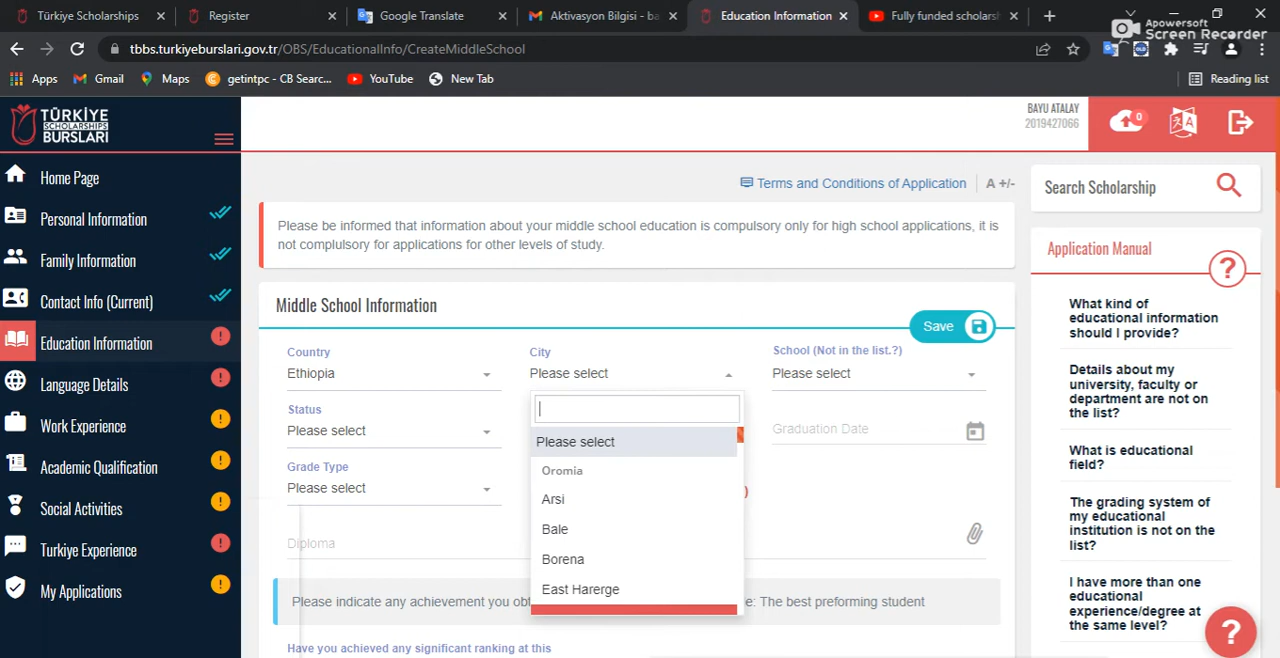 Türkiye Scholarships
Register
Google Translate
Aktivasyon Bilgisi - ba
Education Information
Fully funded scholarsh
Apowersoft
Screen Recorder
tbbs.turkiyeburslari.gov.tr/OBS/EducationalInfo/CreateMiddleSchool
Apps
Gmail
Maps
getintpc - CB Searc...
YouTube
New Tab
Reading list
TÜRKİYE
SCHOLARSHIPS
BURSLARI
BAYU ATALAY
2019427066
0
Home Page
Personal Information
Family Information
Contact Info (Current)
Education Information
Language Details
Work Experience
Academic Qualification
Social Activities
Turkiye Experience
My Applications
Terms and Conditions of Application
A +/-
Please be informed that information about your middle school education is compulsory only for high school applications, it is
not complulsory for applications for other levels of study.
Middle School Information
Save
Country
Ethiopia
City
Please select
School (Not in the list.?)
Please select
Status
Please select
Graduation Date
Grade Type
Please select
Diploma
Please select
Oromia
Arsi
Bale
Borena
East Harerge
Please indicate any achievement you obt
e: The best preforming student
Have you achieved any significant ranking at this
Search Scholarship
Application Manual
?
What kind of
educational information
should I provide?
Details about my
university, faculty or
department are not on
the list?
What is educational
field?
The grading system of
my educational
institution is not on the
list?
I have more than one
educational
experience/degree at
the same level?
?